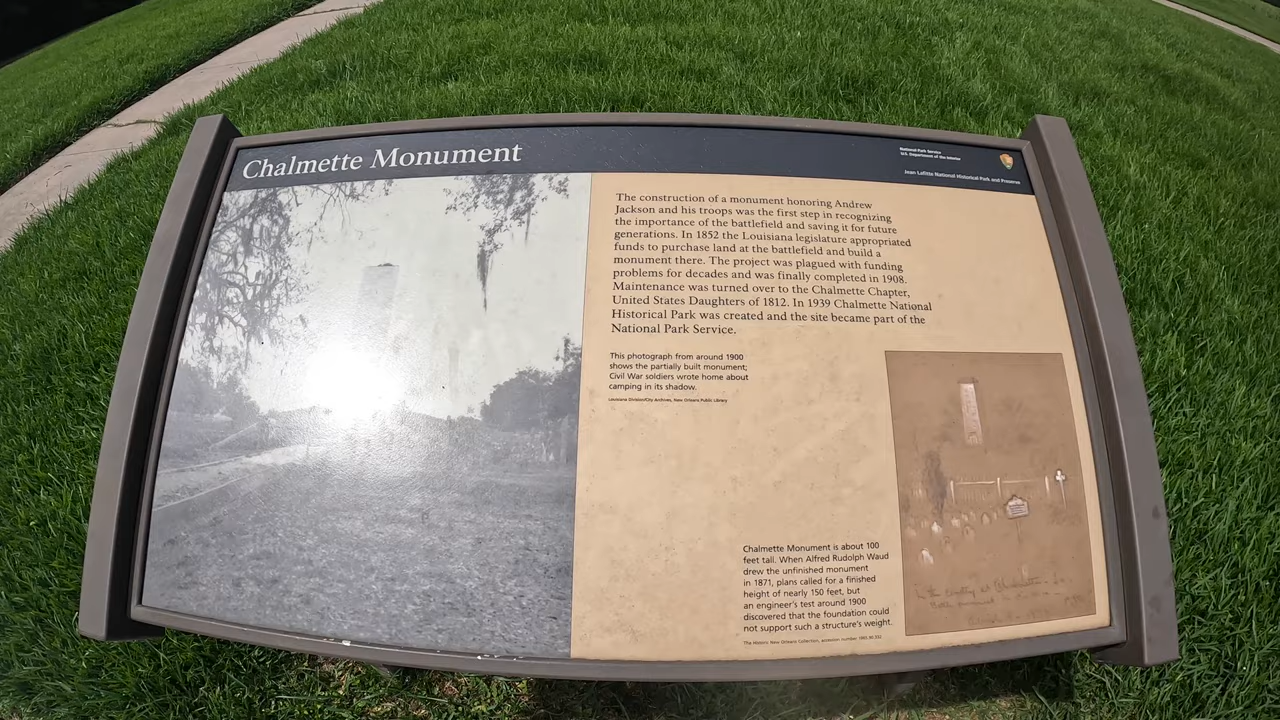 Chalmette Monument
National Park Service
U.S. Department of the Interior
Jean Lafitte National Historical Park and Preserve
The construction of a monument honoring Andrew
Jackson and his troops was the first step in recognizing
the importance of the battlefield and saving it for future
generations. In 1852 the Louisiana legislature appropriated
funds to purchase land at the battlefield and build a
monument there. The project was plagued with funding
problems for decades and was finally completed in 1908.
Maintenance was turned over to the Chalmette Chapter,
United States Daughters of 1812. In 1939 Chalmette National
Historical Park was created and the site became part of the
National Park Service.
This photograph from around 1900
shows the partially built monument;
Civil War soldiers wrote home about
camping in its shadow.
Louisiana Division/City Archives, New Orleans Public Library
Chalmette Monument is about 100
feet tall. When Alfred Rudolph Waud
drew the unfinished monument
in 1871, plans called for a finished
height of nearly 150 feet, but
an engineer's test around 1900
discovered that the foundation could
not support such a structure's weight.
The Historic New Orleans Collection, accession number